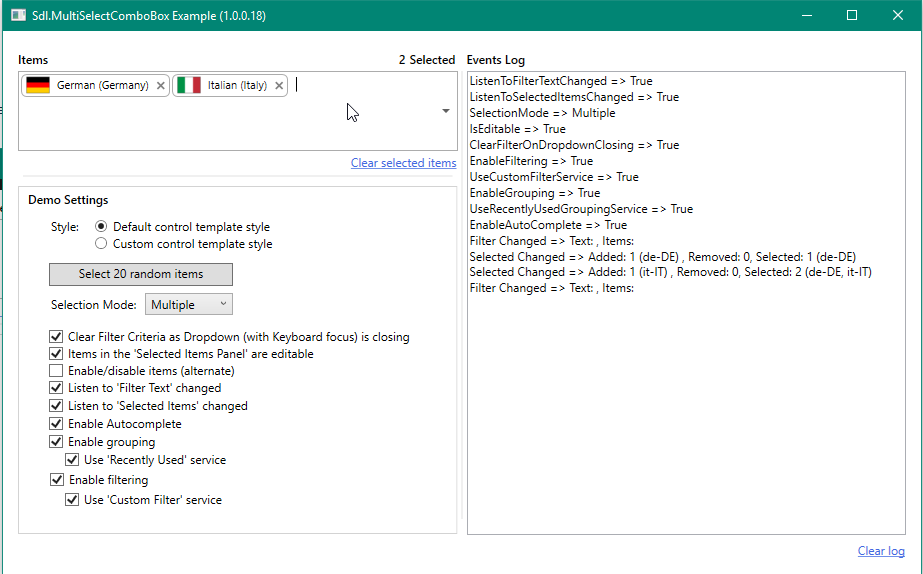 Sdl.MultiSelectComboBox Example (1.0.0.18)
Items
2 Selected
German (Germany)
Italian (Italy)
Clear selected items
Demo Settings
Style:
Default control template style
Custom control template style
Select 20 random items
Selection Mode:
Multiple
Clear Filter Criteria as Dropdown (with Keyboard focus) is closing
Items in the 'Selected Items Panel' are editable
Enable/disable items (alternate)
Listen to 'Filter Text' changed
Listen to 'Selected Items' changed
Enable Autocomplete
Enable grouping
Use 'Recently Used' service
Enable filtering
Use 'Custom Filter' service
Events Log
ListenToFilterTextChanged => True
ListenToSelectedItemsChanged => True
SelectionMode => Multiple
IsEditable => True
ClearFilterOnDropdownClosing => True
EnableFiltering => True
UseCustomFilterService => True
EnableGrouping => True
UseRecentlyUsedGroupingService => True
EnableAutoComplete => True
Filter Changed => Text: , Items:
Selected Changed => Added: 1 (de-DE) , Removed: 0, Selected: 1 (de-DE)
Selected Changed => Added: 1 (it-IT) , Removed: 0, Selected: 2 (de-DE, it-IT)
Filter Changed => Text: , Items:
Clear log